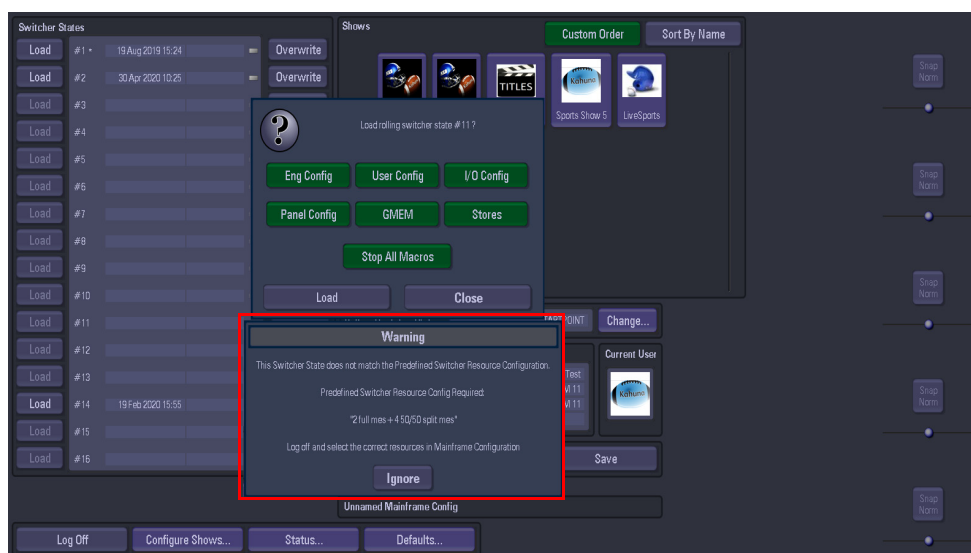 Switcher States
Shows
Custom Order
Sort By Name
Load #1 • 19 Aug 2019 15:24 Overwrite
Load #2 30 Apr 2020 10:25 Overwrite
Load #3
Load #4
Load #5
Load #6
Load #7
Load #8
Load #9
Load #10
Load #11
Load #12
Load #13
Load #14 19 Feb 2020 15:55
Load #15
Load #16
TITLES
Kahuna
Sports Show 5
LiveSports
Load rolling switcher state #11 ?
Eng Config
User Config
I/O Config
Panel Config
GMEM
Stores
Stop All Macros
Load
Close
Change...
Warning
This Switcher State does not match the Predefined Switcher Resource Configuration.
Predefined Switcher Resource Config Required:
"2 full mes + 4 50/50 split mes"
Log off and select the correct resources in Mainframe Configuration
Ignore
Test
M 11
M 11
Current User
Kahuna
Save
Unnamed Mainframe Config
Log Off
Configure Shows...
Status...
Defaults...
Snap
Norm
Snap
Norm
Snap
Norm
Snap
Norm
Snap
Norm